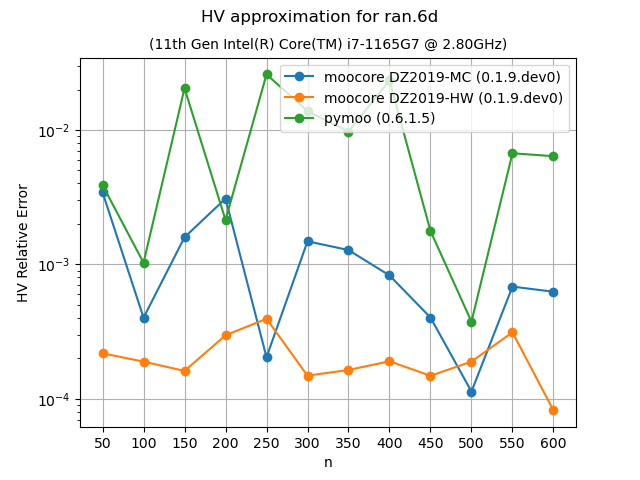 HV approximation for ran.6d
(11th Gen Intel(R) Core(TM) i7-1165G7 @ 2.80GHz)
moocore DZ2019-MC (0.1.9.dev0)
moocore DZ2019-HW (0.1.9.dev0)
pymoo (0.6.1.5)
HV Relative Error
10⁻²
10⁻³
10⁻⁴
50 100 150 200 250 300 350 400 450 500 550 600
n